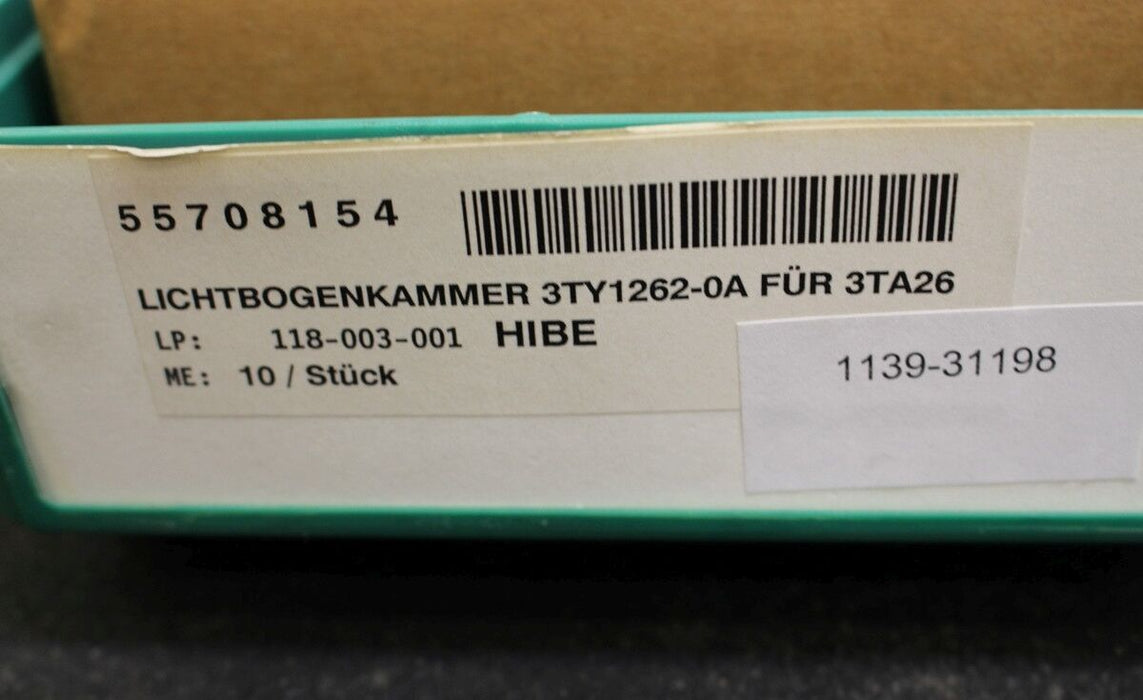 55708154
LICHTBOGENKAMMER 3TY1262-0A FÜR 3TA26
LP: 118-003-001 HIBE
ME: 10 / Stück
1139-31198